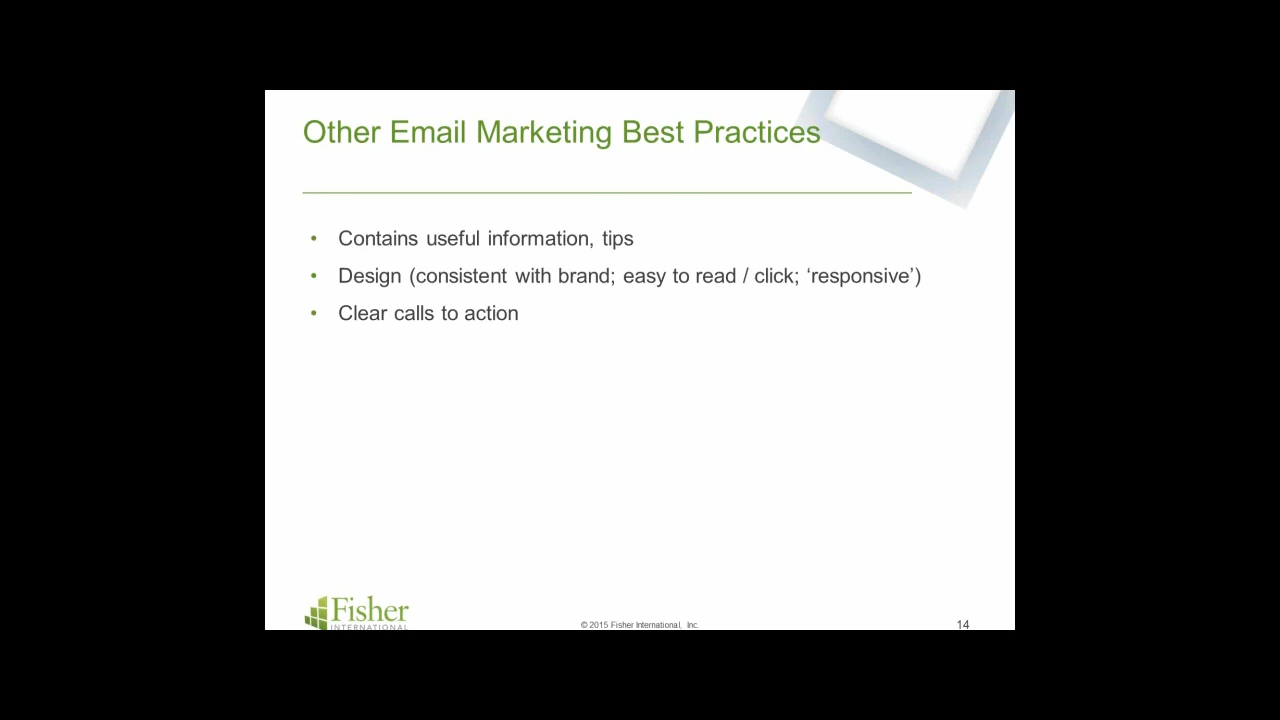 Other Email Marketing Best Practices
• Contains useful information, tips
• Design (consistent with brand; easy to read / click; ‘responsive’)
• Clear calls to action
Fisher
INTERNATIONAL
© 2015 Fisher International, Inc.
14